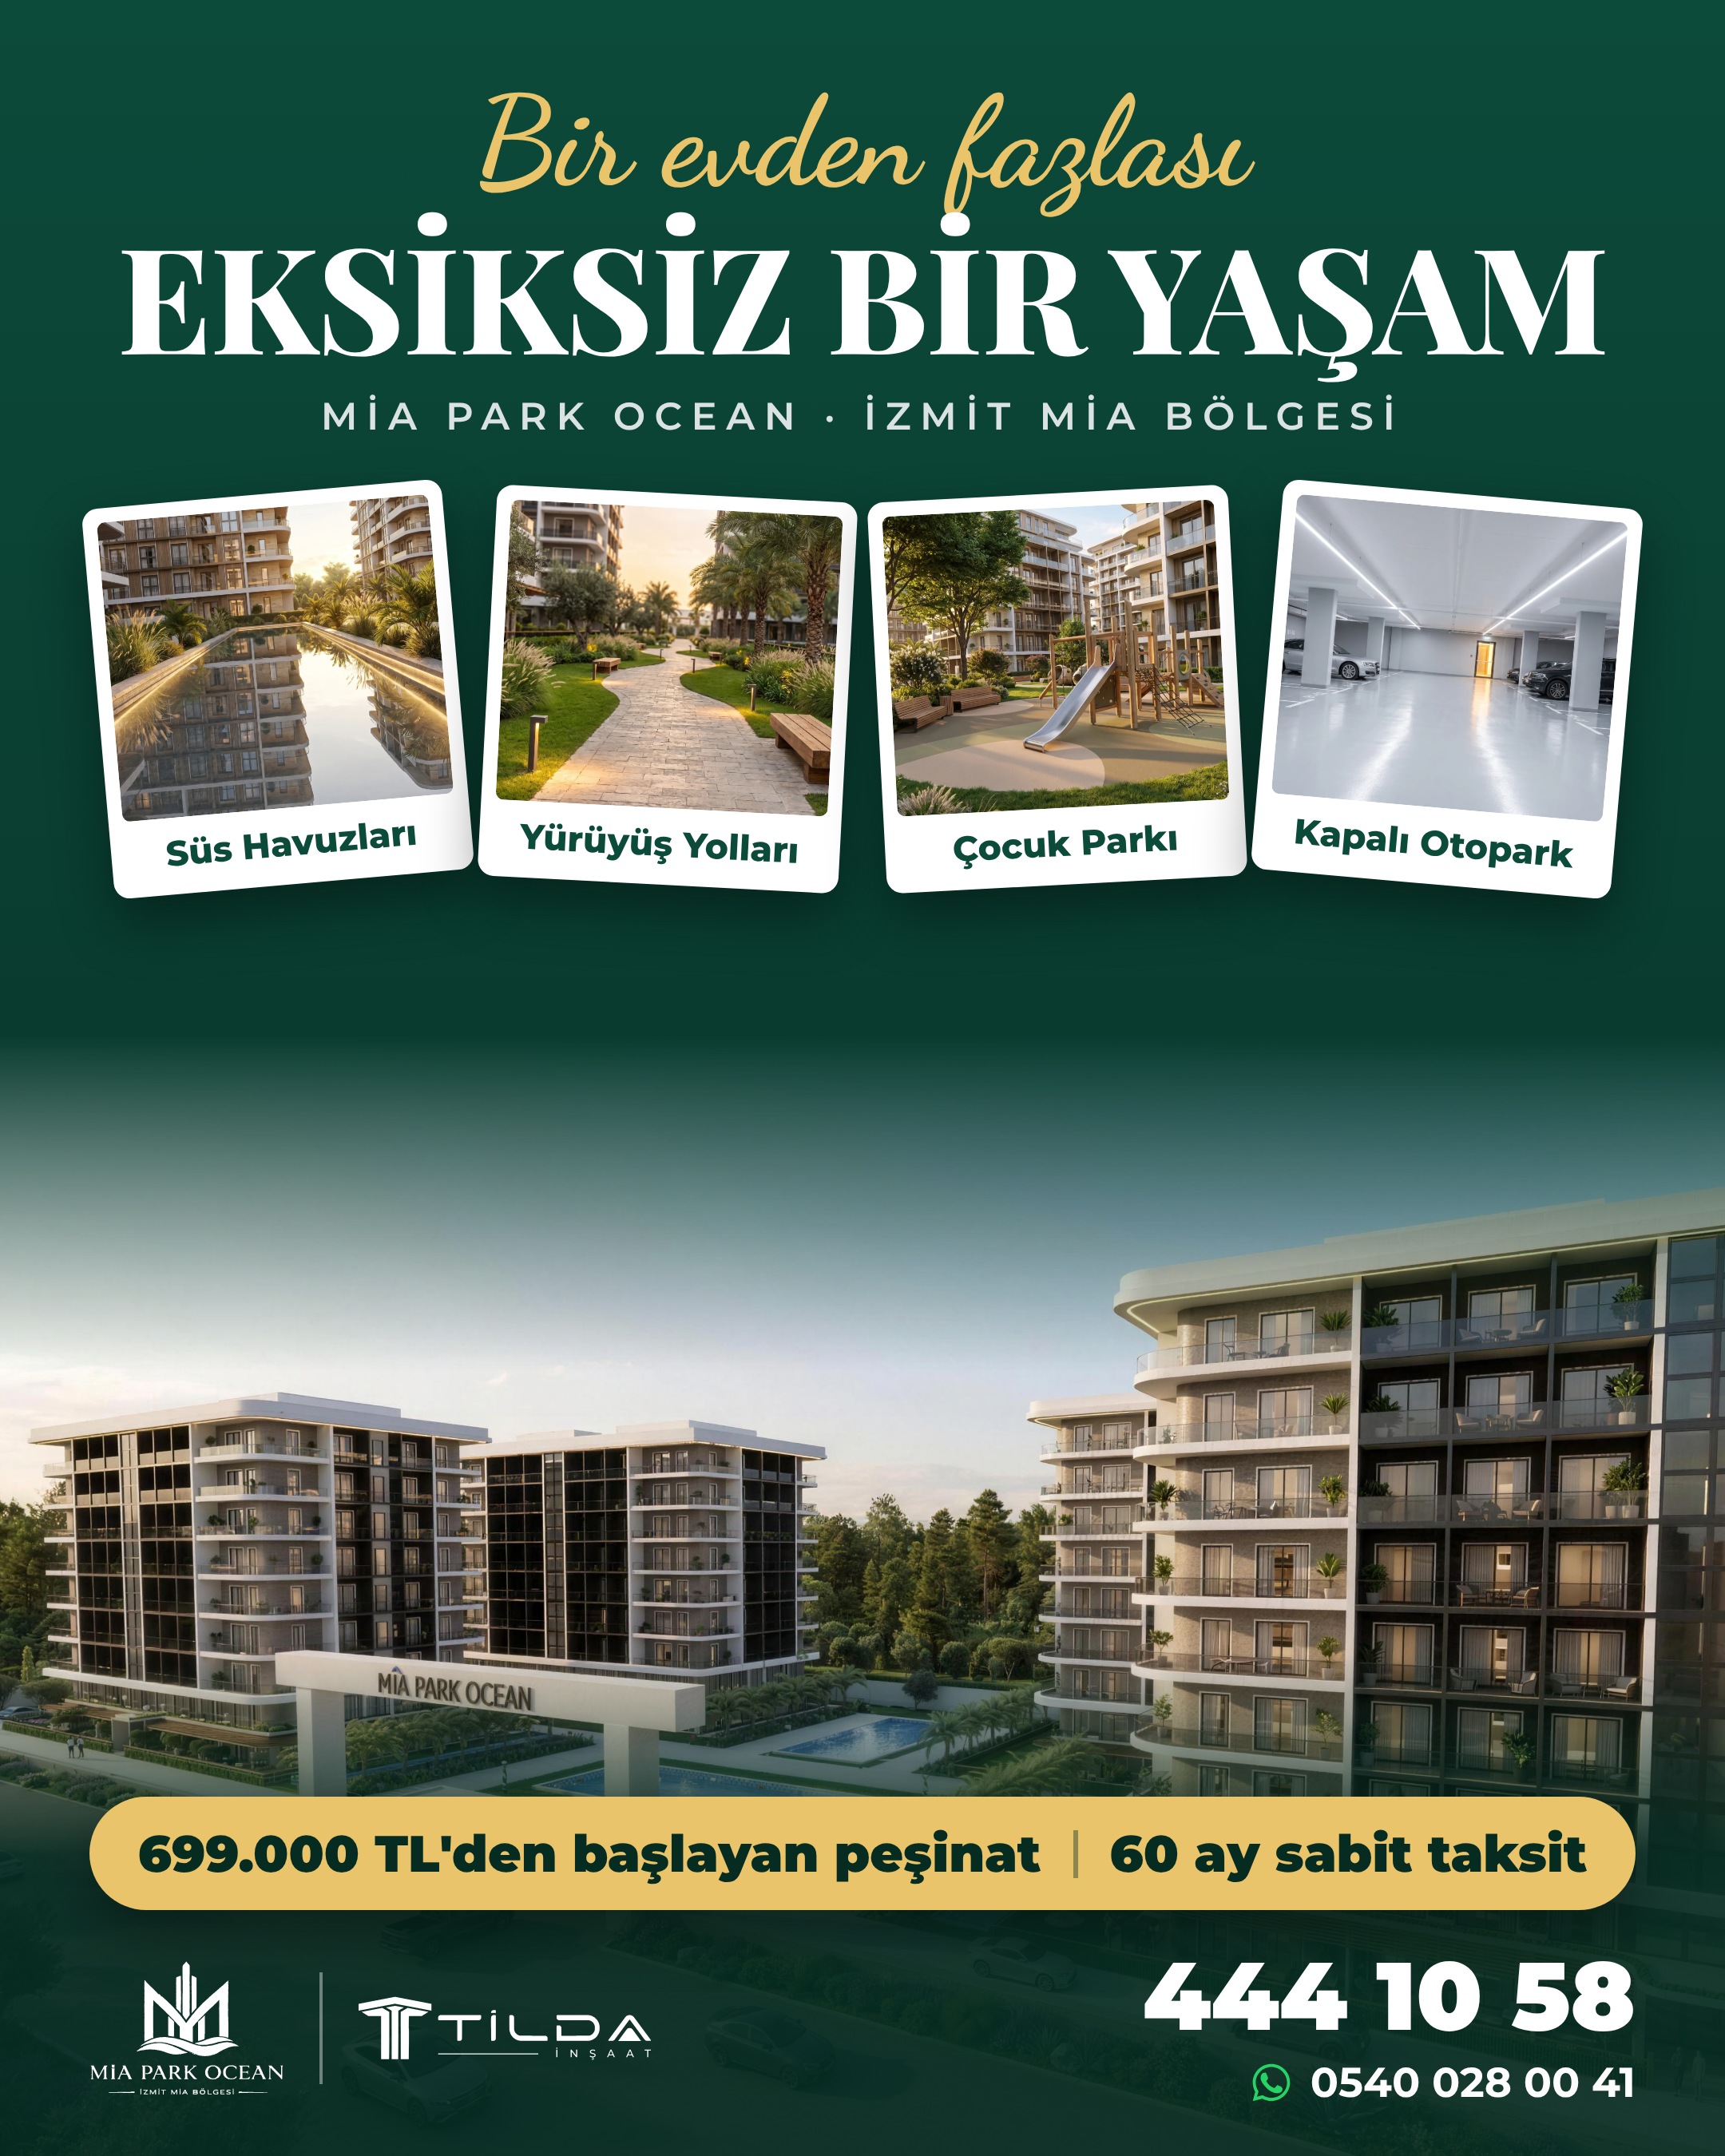 Bir evden fazlası
EKSİKSİZ BİR YAŞAM
MİA PARK OCEAN · İZMİT MİA BÖLGESİ
Süs Havuzları
Yürüyüş Yolları
Çocuk Parkı
Kapalı Otopark
MİA PARK OCEAN
699.000 TL'den başlayan peşinat | 60 ay sabit taksit
MİA PARK OCEAN
İZMİT MİA BÖLGESİ
TİLDA
İNŞAAT
444 10 58
0540 028 00 41